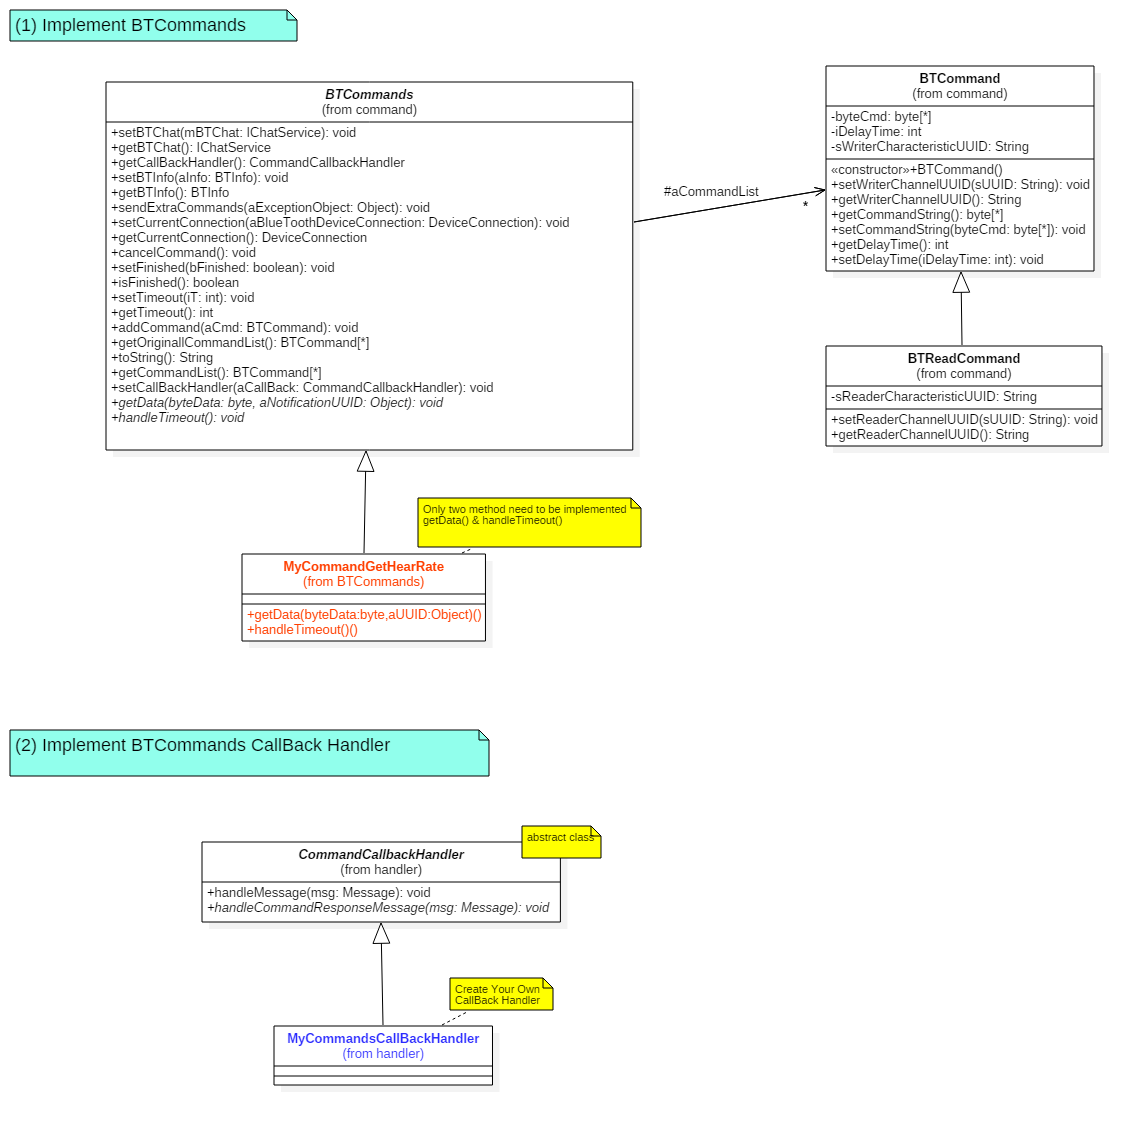 (1) Implement BTCommands
BTCommands
(from command)
+setBTChat(mBTChat: IChatService): void
+getBTChat(): IChatService
+getCallBackHandler(): CommandCallbackHandler
+setBTInfo(aInfo: BTInfo): void
+getBTInfo(): BTInfo
+sendExtraCommands(aExceptionObject: Object): void
+setCurrentConnection(aBlueToothDeviceConnection: DeviceConnection): void
+getCurrentConnection(): DeviceConnection
+cancelCommand(): void
+setFinished(bFinished: boolean): void
+isFinished(): boolean
+setTimeout(iT: int): void
+getTimeout(): int
+addCommand(aCmd: BTCommand): void
+getOriginallCommandList(): BTCommand[*]
+toString(): String
+getCommandList(): BTCommand[*]
+setCallBackHandler(aCallBack: CommandCallbackHandler): void
+getData(byteData: byte, aNotificationUUID: Object): void
+handleTimeout(): void
#aCommandList
*
BTCommand
(from command)
-byteCmd: byte[*]
-iDelayTime: int
-sWriterCharacteristicUUID: String
«constructor»+BTCommand()
+setWriterChannelUUID(sUUID: String): void
+getWriterChannelUUID(): String
+getCommandString(): byte[*]
+setCommandString(byteCmd: byte[*]): void
+getDelayTime(): int
+setDelayTime(iDelayTime: int): void
BTReadCommand
(from command)
-sReaderCharacteristicUUID: String
+setReaderChannelUUID(sUUID: String): void
+getReaderChannelUUID(): String
Only two method need to be implemented
getData() & handleTimeout()
MyCommandGetHearRate
(from BTCommands)
+getData(byteData:byte,aUUID:Object)()
+handleTimeout()()
(2) Implement BTCommands CallBack Handler
abstract class
CommandCallbackHandler
(from handler)
+handleMessage(msg: Message): void
+handleCommandResponseMessage(msg: Message): void
Create Your Own
CallBack Handler
MyCommandsCallBackHandler
(from handler)